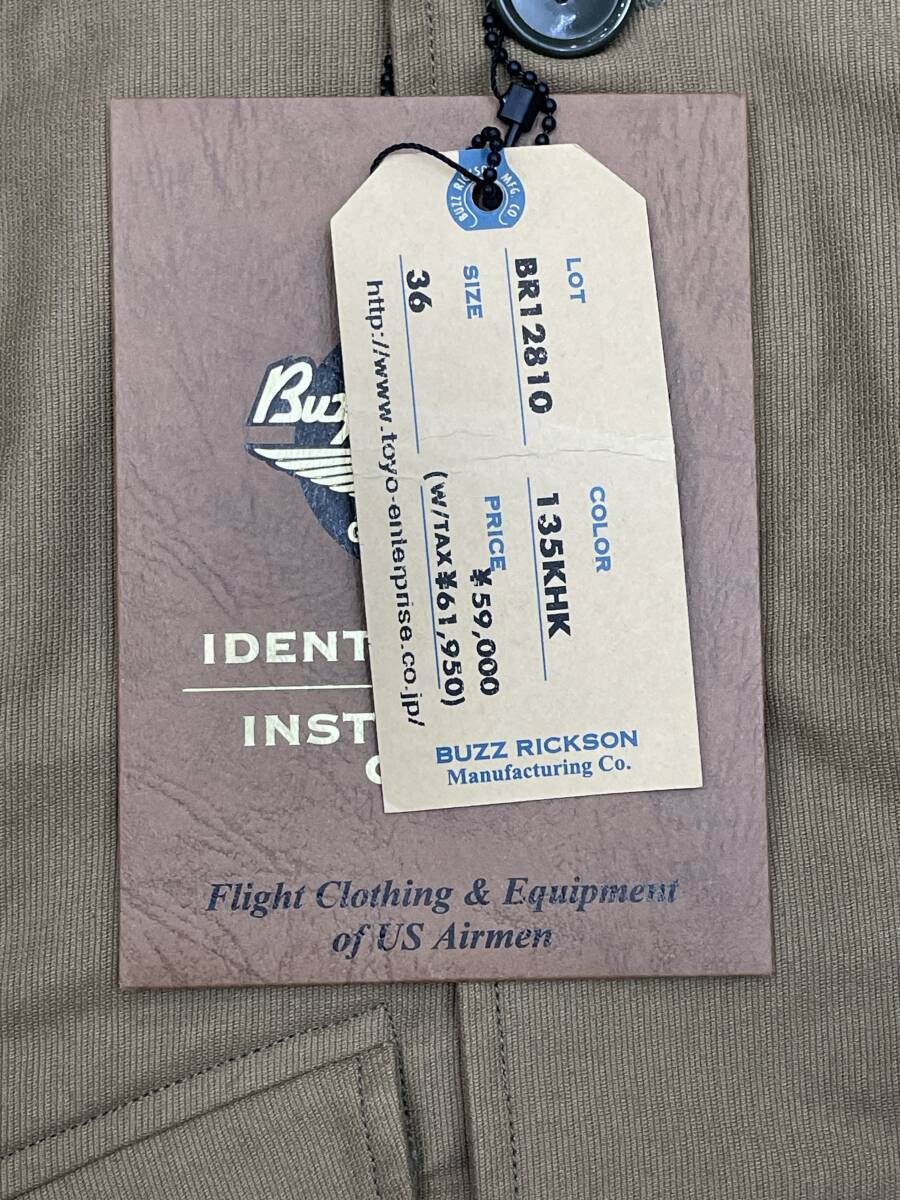 BUZZ RICKSON MFG. CO.
LOT
BR12810
COLOR
135KHK
SIZE
36
PRICE
¥59,000
(W/TAX¥61,950)
http://www.toyo-enterprise.co.jp/
BUZZ RICKSON
Manufacturing Co.
IDENT
INST
Flight Clothing & Equipment
of US Airmen